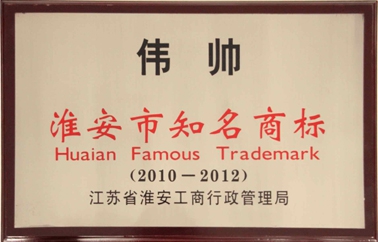 伟 帅
淮安市知名商标
Huaian Famous Trademark
(2010－2012)
江苏省淮安工商行政管理局